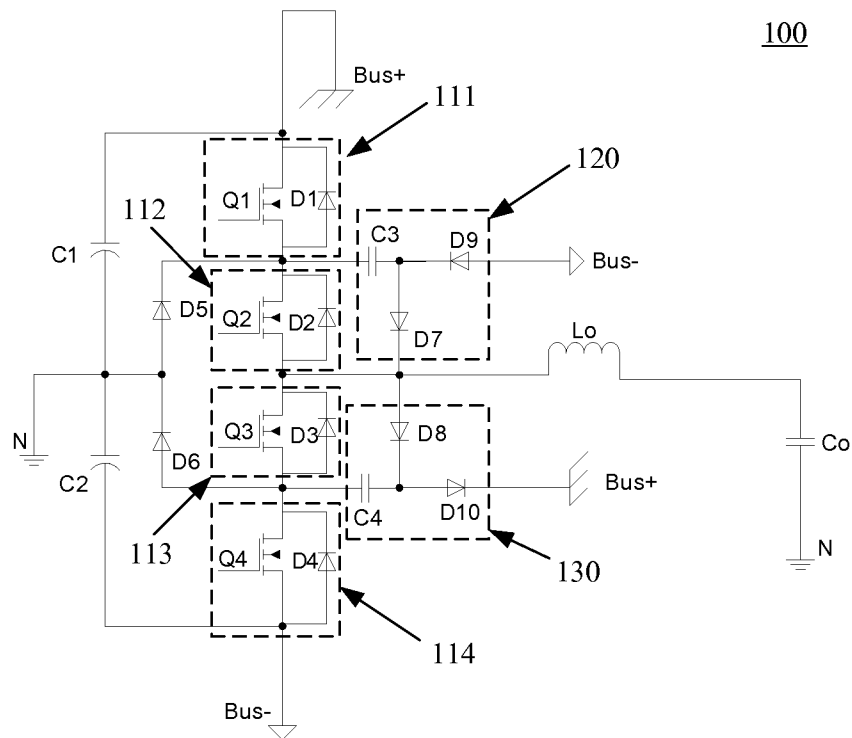 100
Bus+
111
120
Q1
D1
112
C3
D9
C1
Bus-
D5
Q2
D2
D7
Lo
N
Q3
D3
D8
D6
Co
C2
Bus+
C4
D10
N
113
Q4
D4
130
114
Bus-